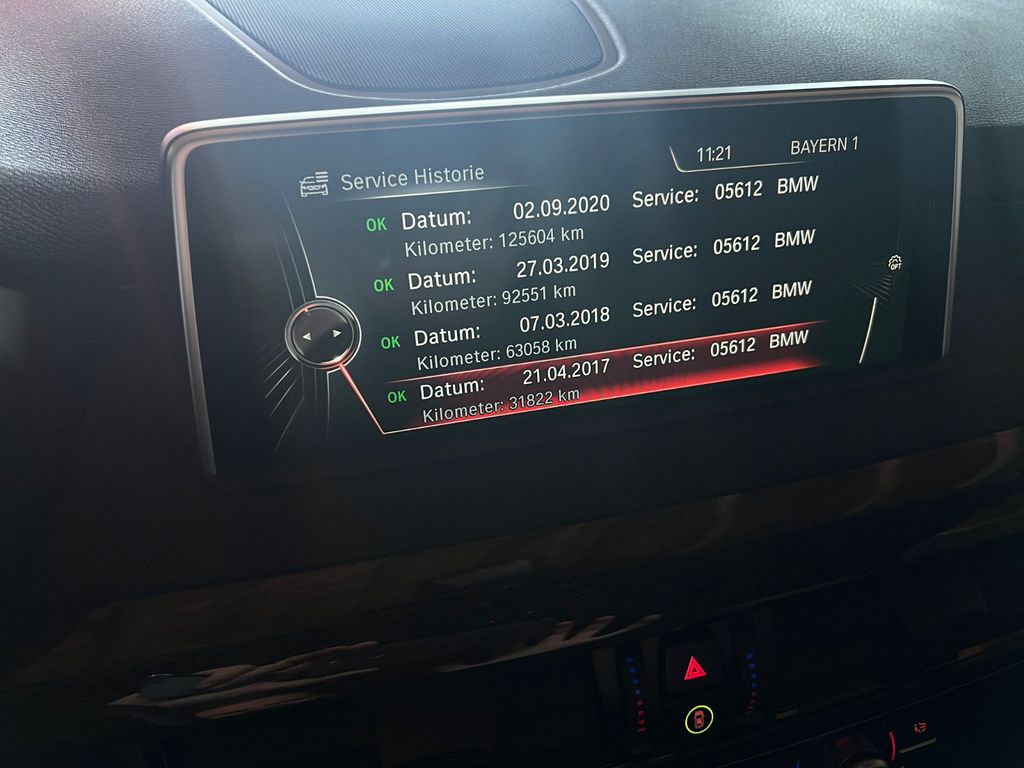 Service Historie
11:21
BAYERN 1
OK Datum: 02.09.2020 Service: 05612 BMW
Kilometer: 125604 km
OK Datum: 27.03.2019 Service: 05612 BMW
Kilometer: 92551 km
OK Datum: 07.03.2018 Service: 05612 BMW
Kilometer: 63058 km
OK Datum: 21.04.2017 Service: 05612 BMW
Kilometer: 31822 km
OPT